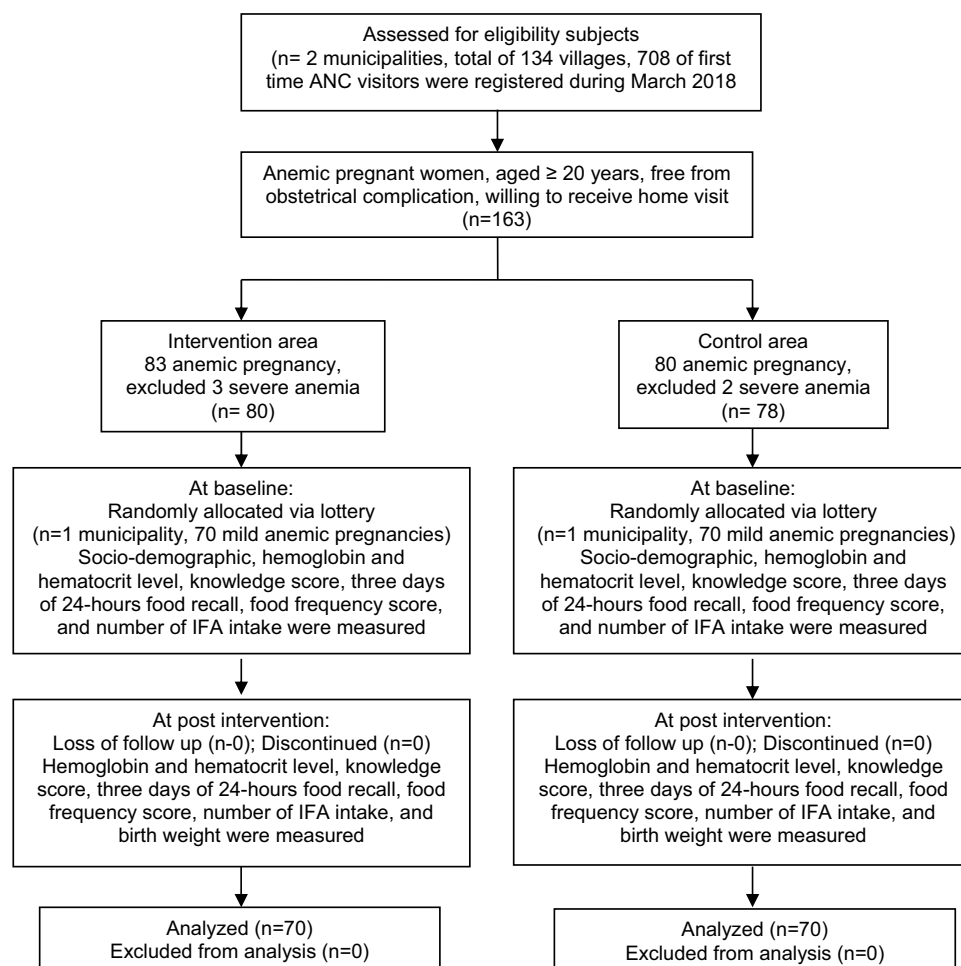 Assessed for eligibility subjects
(n= 2 municipalities, total of 134 villages, 708 of first
time ANC visitors were registered during March 2018
Anemic pregnant women, aged ≥ 20 years, free from
obstetrical complication, willing to receive home visit
(n=163)
Intervention area
83 anemic pregnancy,
excluded 3 severe anemia
(n= 80)
Control area
80 anemic pregnancy,
excluded 2 severe anemia
(n= 78)
At baseline:
Randomly allocated via lottery
(n=1 municipality, 70 mild anemic pregnancies)
Socio-demographic, hemoglobin and
hematocrit level, knowledge score, three days
of 24-hours food recall, food frequency score,
and number of IFA intake were measured
At baseline:
Randomly allocated via lottery
(n=1 municipality, 70 mild anemic pregnancies)
Socio-demographic, hemoglobin and
hematocrit level, knowledge score, three days
of 24-hours food recall, food frequency score,
and number of IFA intake were measured
At post intervention:
Loss of follow up (n-0); Discontinued (n=0)
Hemoglobin and hematocrit level, knowledge
score, three days of 24-hours food recall, food
frequency score, number of IFA intake, and
birth weight were measured
At post intervention:
Loss of follow up (n-0); Discontinued (n=0)
Hemoglobin and hematocrit level, knowledge
score, three days of 24-hours food recall, food
frequency score, number of IFA intake, and
birth weight were measured
Analyzed (n=70)
Excluded from analysis (n=0)
Analyzed (n=70)
Excluded from analysis (n=0)